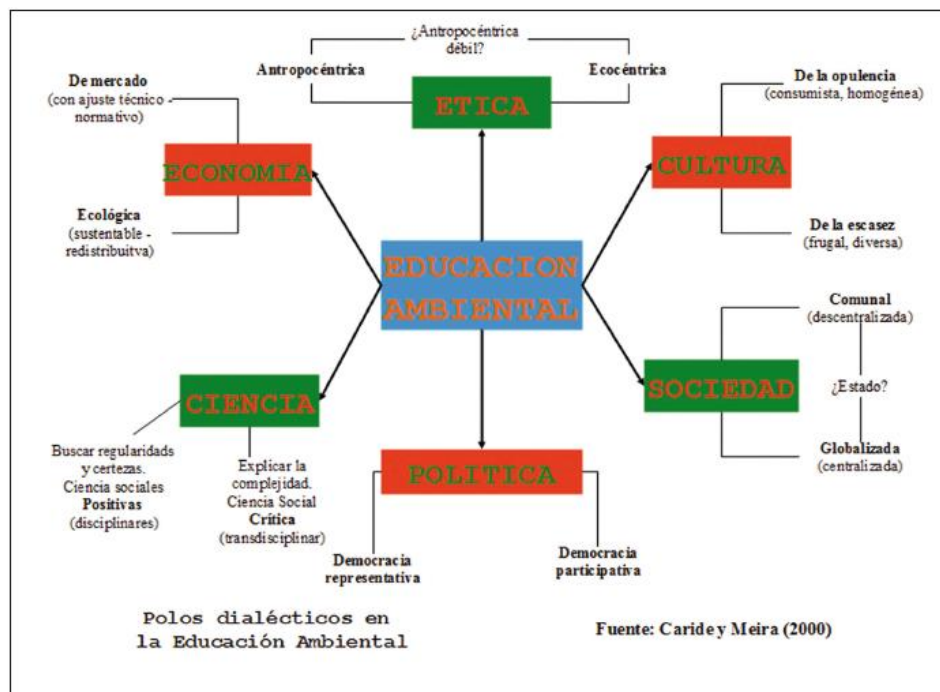 ¿Antropocéntrica
débil?
Antropocéntrica
Ecocéntrica
ETICA
De mercado
(con ajuste técnico -
normativo)
ECONOMIA
Ecológica
(sustentable -
redistribuitva)
De la opulencia
(consumista, homogénea)
CULTURA
De la escasez
(frugal, diversa)
EDUCACION
AMBIENTAL
Comunal
(descentralizada)
SOCIEDAD
¿Estado?
Globalizada
(centralizada)
CIENCIA
Buscar regularidads
y certezas.
Ciencia sociales
Positivas
(disciplinares)
Explicar la
complejidad.
Ciencia Social
Crítica
(transdisciplinar)
POLITICA
Democracia
representativa
Democracia
participativa
Polos dialécticos en
la Educación Ambiental
Fuente: Caride y Meira (2000)